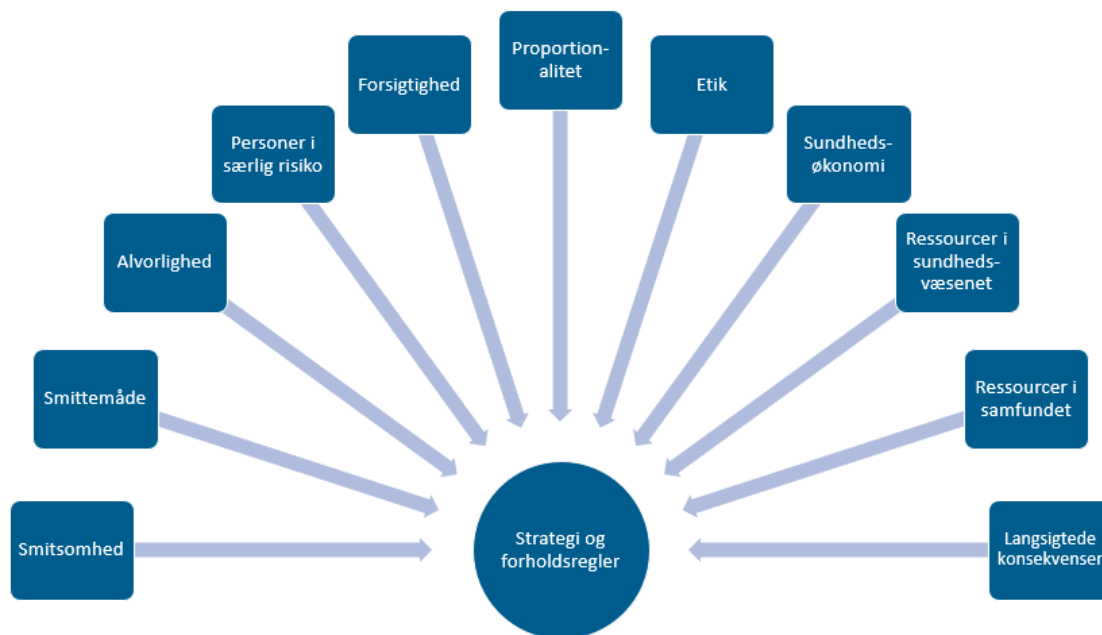 Proportion-
alitet
Forsigtighed
Etik
Personer i
særlig risiko
Sundheds-
økonomi
Alvorlighed
Ressourcer i
sundheds-
væsenet
Smittemåde
Ressourcer i
samfundet
Smitsomhed
Strategi og
forholdsregler
Langsigtede
konsekvenser